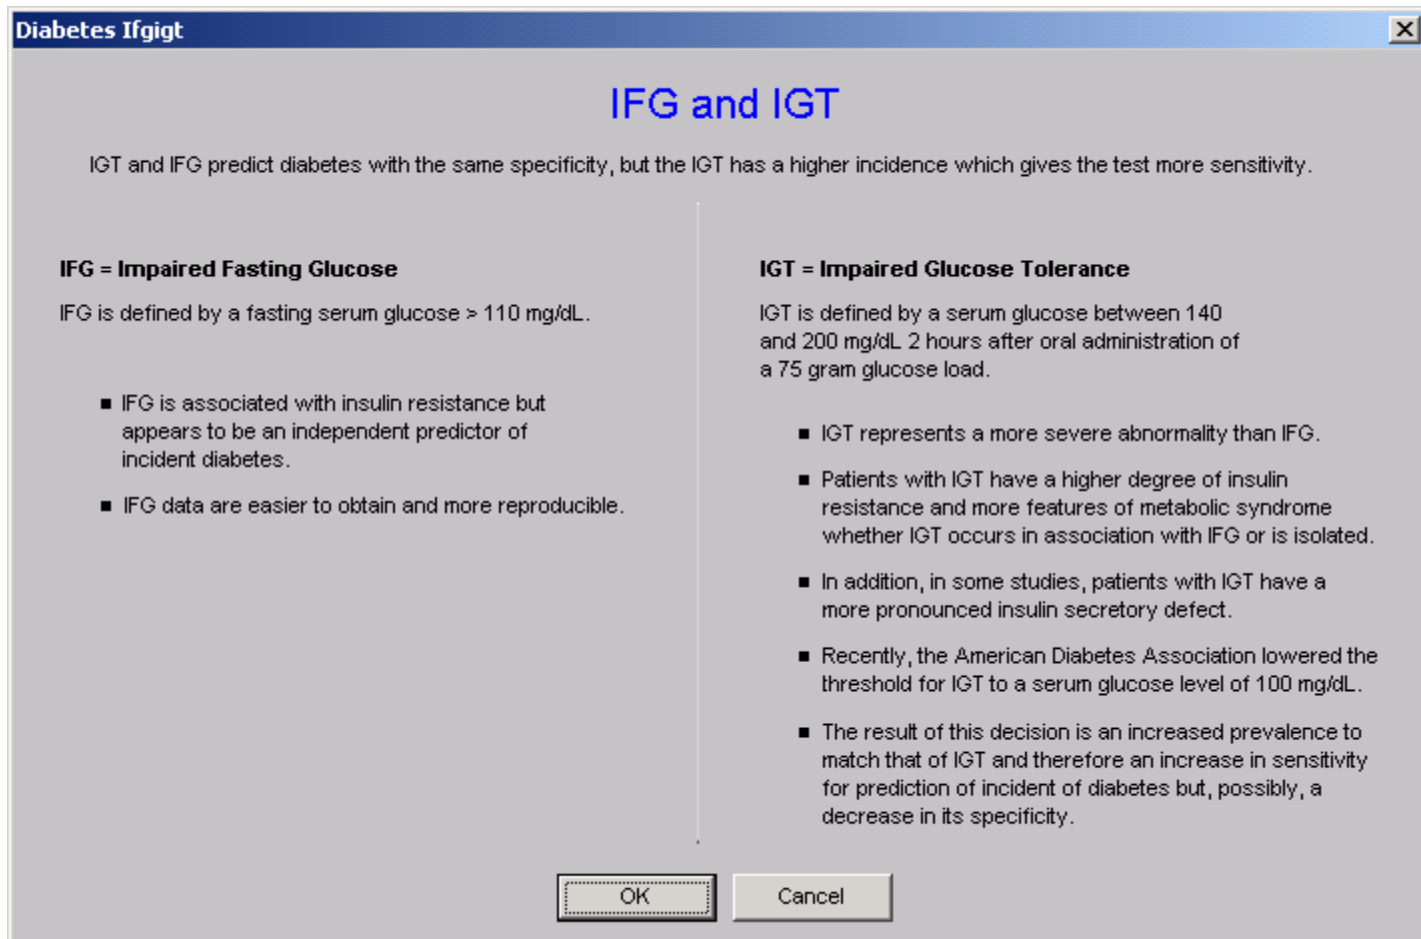 Diabetes Ifgigt
IFG and IGT
IGT and IFG predict diabetes with the same specificity, but the IGT has a higher incidence which gives the test more sensitivity.
IFG = Impaired Fasting Glucose
IFG is defined by a fasting serum glucose > 110 mg/dL.
■ IFG is associated with insulin resistance but
appears to be an independent predictor of
incident diabetes.
■ IFG data are easier to obtain and more reproducible.
IGT = Impaired Glucose Tolerance
IGT is defined by a serum glucose between 140
and 200 mg/dL 2 hours after oral administration of
a 75 gram glucose load.
■ IGT represents a more severe abnormality than IFG.
■ Patients with IGT have a higher degree of insulin
resistance and more features of metabolic syndrome
whether IGT occurs in association with IFG or is isolated.
■ In addition, in some studies, patients with IGT have a
more pronounced insulin secretory defect.
■ Recently, the American Diabetes Association lowered the
threshold for IGT to a serum glucose level of 100 mg/dL.
■ The result of this decision is an increased prevalence to
match that of IGT and therefore an increase in sensitivity
for prediction of incident of diabetes but, possibly, a
decrease in its specificity.
OK
Cancel